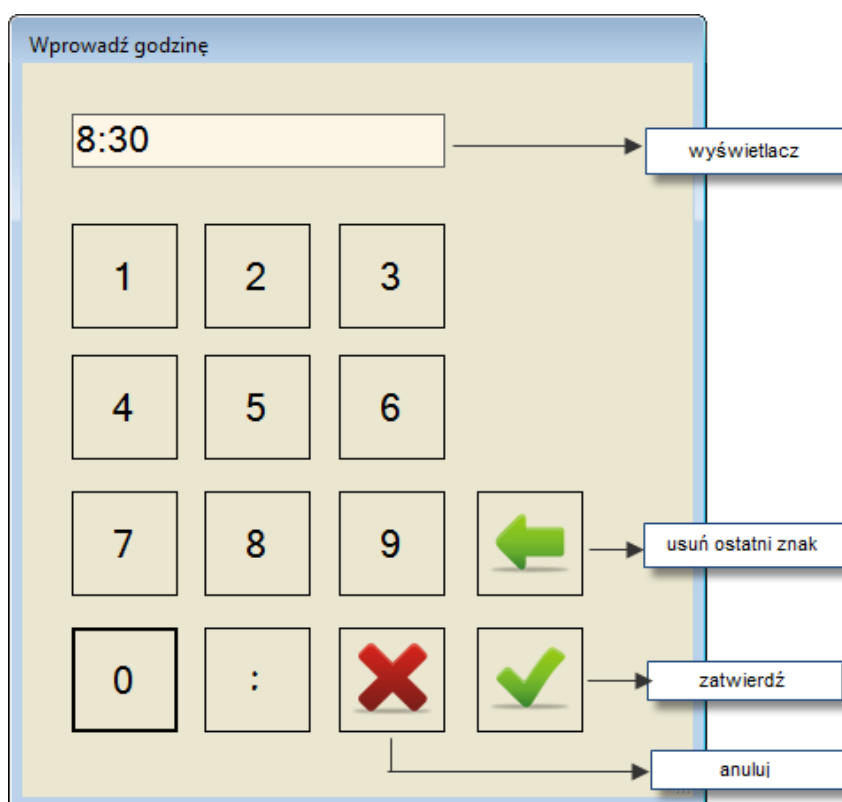 Wprowadź godzinę
8:30
wyświetlacz
1 2 3
4 5 6
7 8 9
usuń ostatni znak
0 :
zatwierdź
anuluj